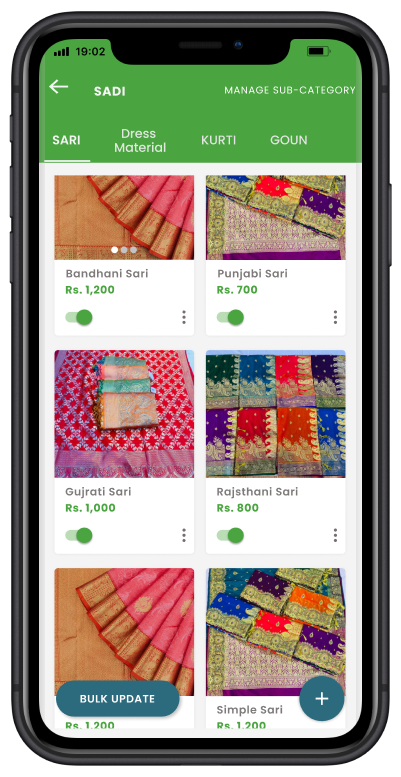 19:02
SADI
MANAGE SUB-CATEGORY
SARI
Dress
Material
KURTI
GOUN
Bandhani Sari
Rs. 1,200
Punjabi Sari
Rs. 700
Gujrati Sari
Rs. 1,000
Rajsthani Sari
Rs. 800
BULK UPDATE
Simple Sari
Rs. 1,200
Rs. 1,200